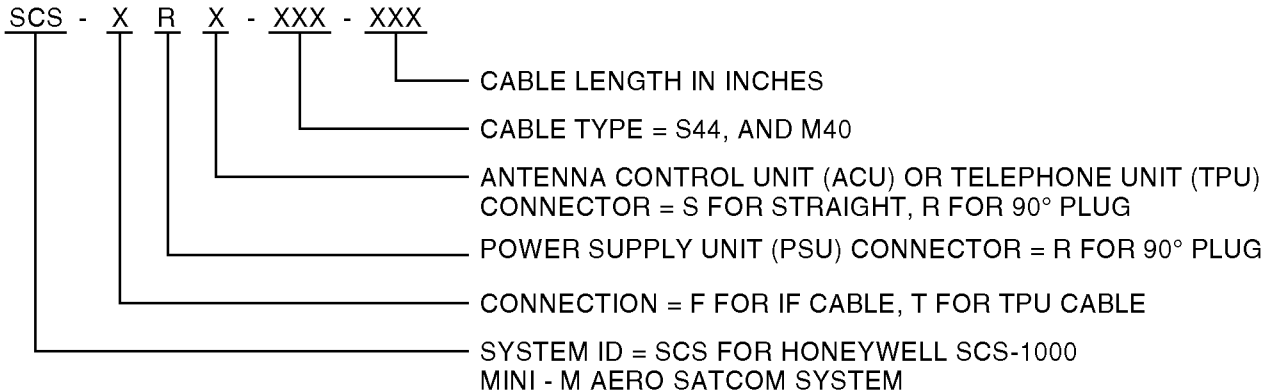 SCS - X R X - XXX - XXX
CABLE LENGTH IN INCHES
CABLE TYPE = S44, AND M40
ANTENNA CONTROL UNIT (ACU) OR TELEPHONE UNIT (TPU)
CONNECTOR = S FOR STRAIGHT, R FOR 90° PLUG
POWER SUPPLY UNIT (PSU) CONNECTOR = R FOR 90° PLUG
CONNECTION = F FOR IF CABLE, T FOR TPU CABLE
SYSTEM ID = SCS FOR HONEYWELL SCS-1000
MINI - M AERO SATCOM SYSTEM